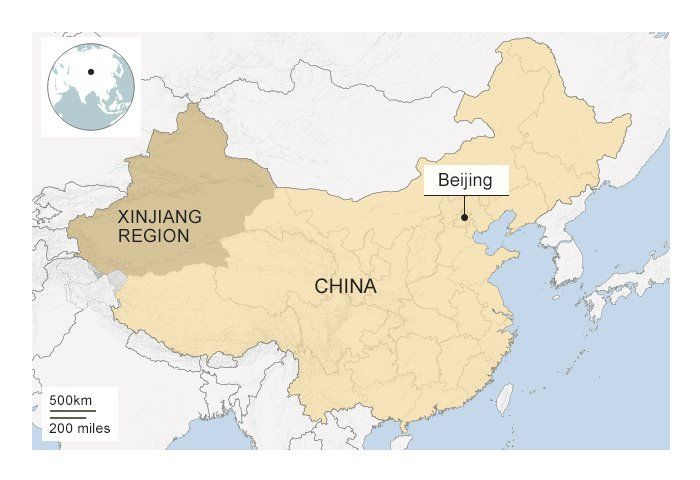 Beijing
XINJIANG
REGION
CHINA
500km
200 miles